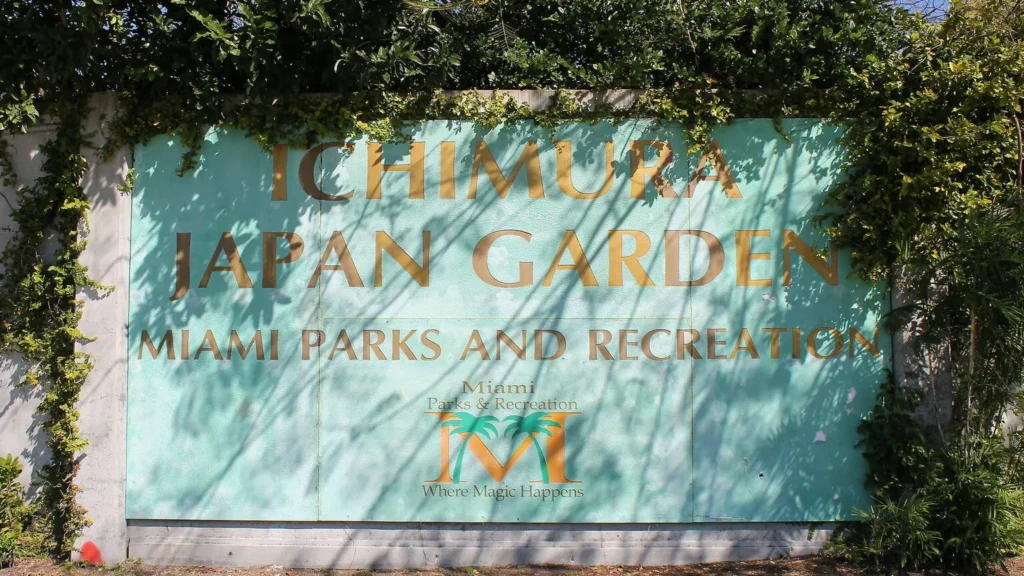 ICHIMURA
JAPAN GARDEN
MIAMI PARKS AND RECREATION
Miami
Parks & Recreation
M
Where Magic Happens